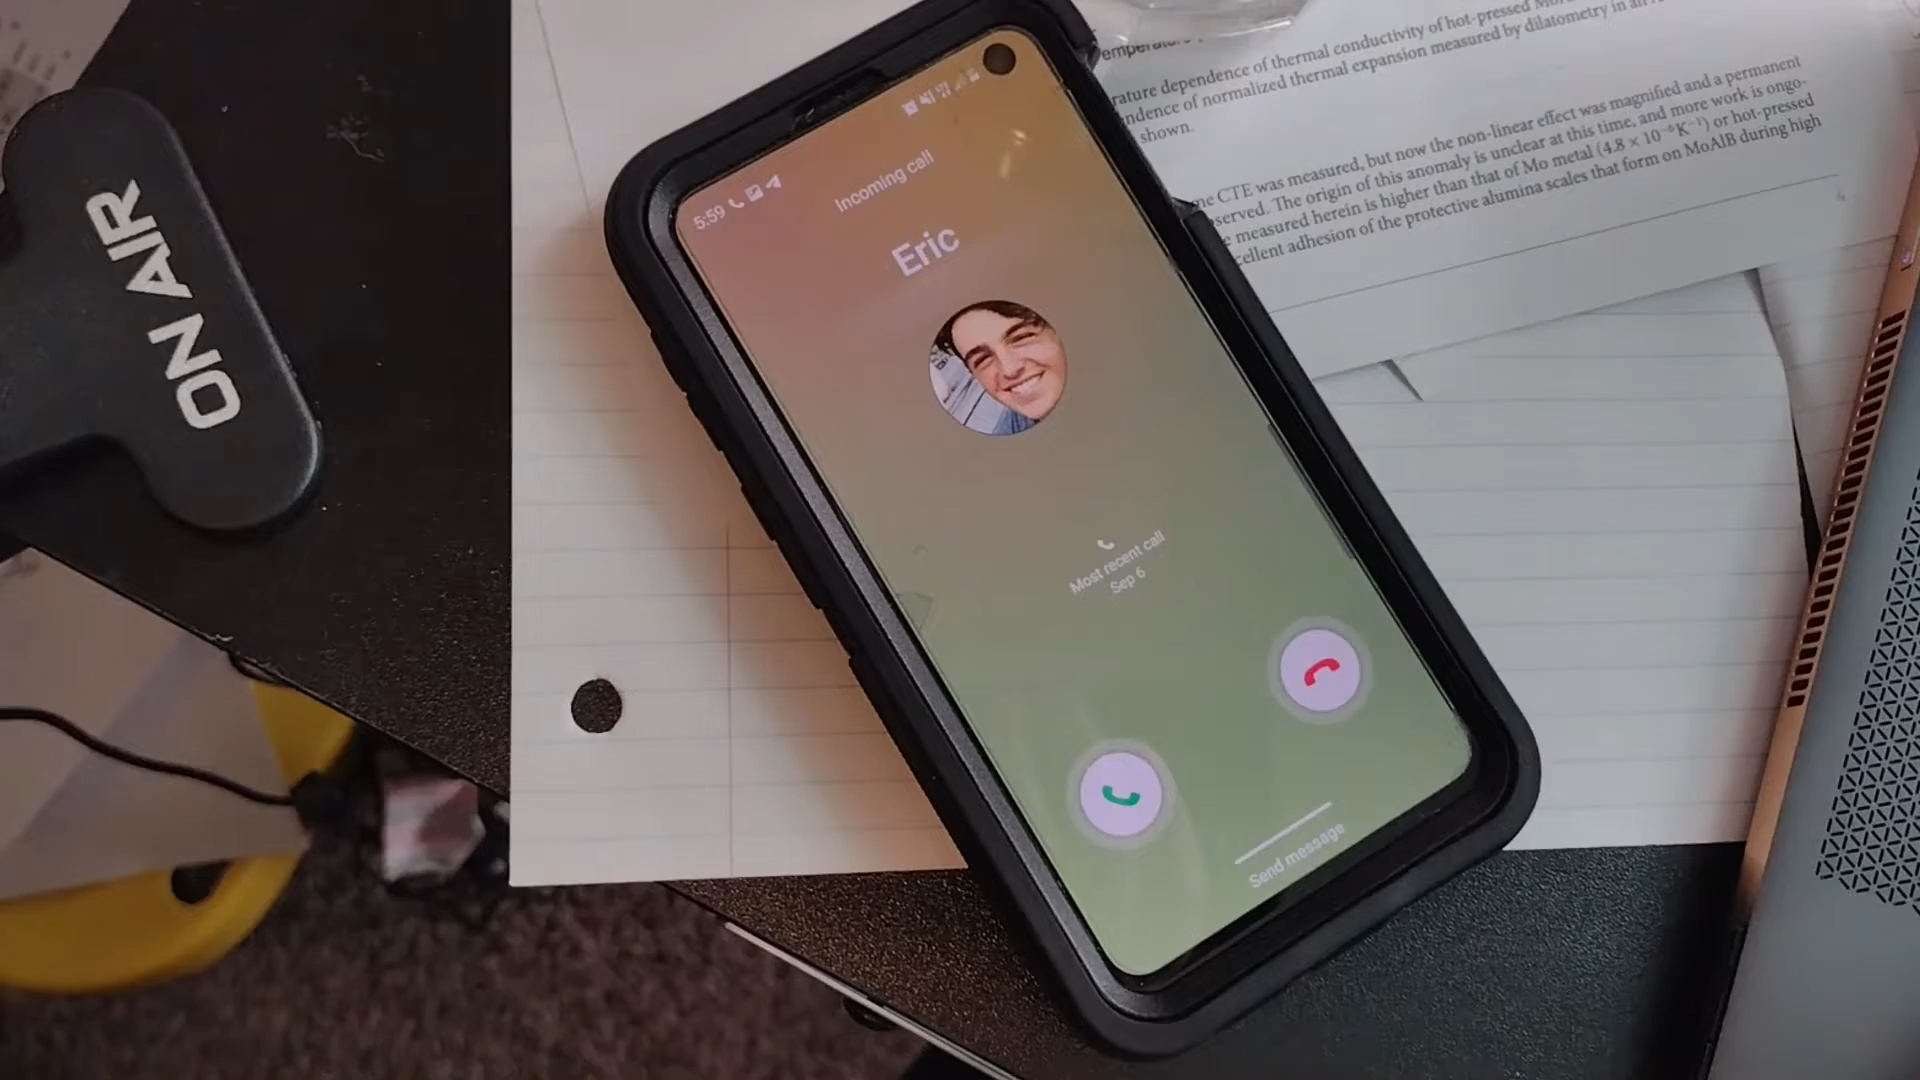 ON AIR
5:59
Incoming call
Eric
Most recent call
Sep 6
Send message
rature dependence of thermal conductivity of hot-pressed
ndence of normalized thermal expansion measured by dilatometry in
shown.
ne CTE was measured, but now the non-linear effect was magnified and a permanent
served. The origin of this anomaly is unclear at this time, and more work is ongo-
e measured herein is higher than that of Mo metal (4.8 × 10⁻⁶K⁻¹) or hot-pressed
cellent adhesion of the protective alumina scales that form on MoAlB during high